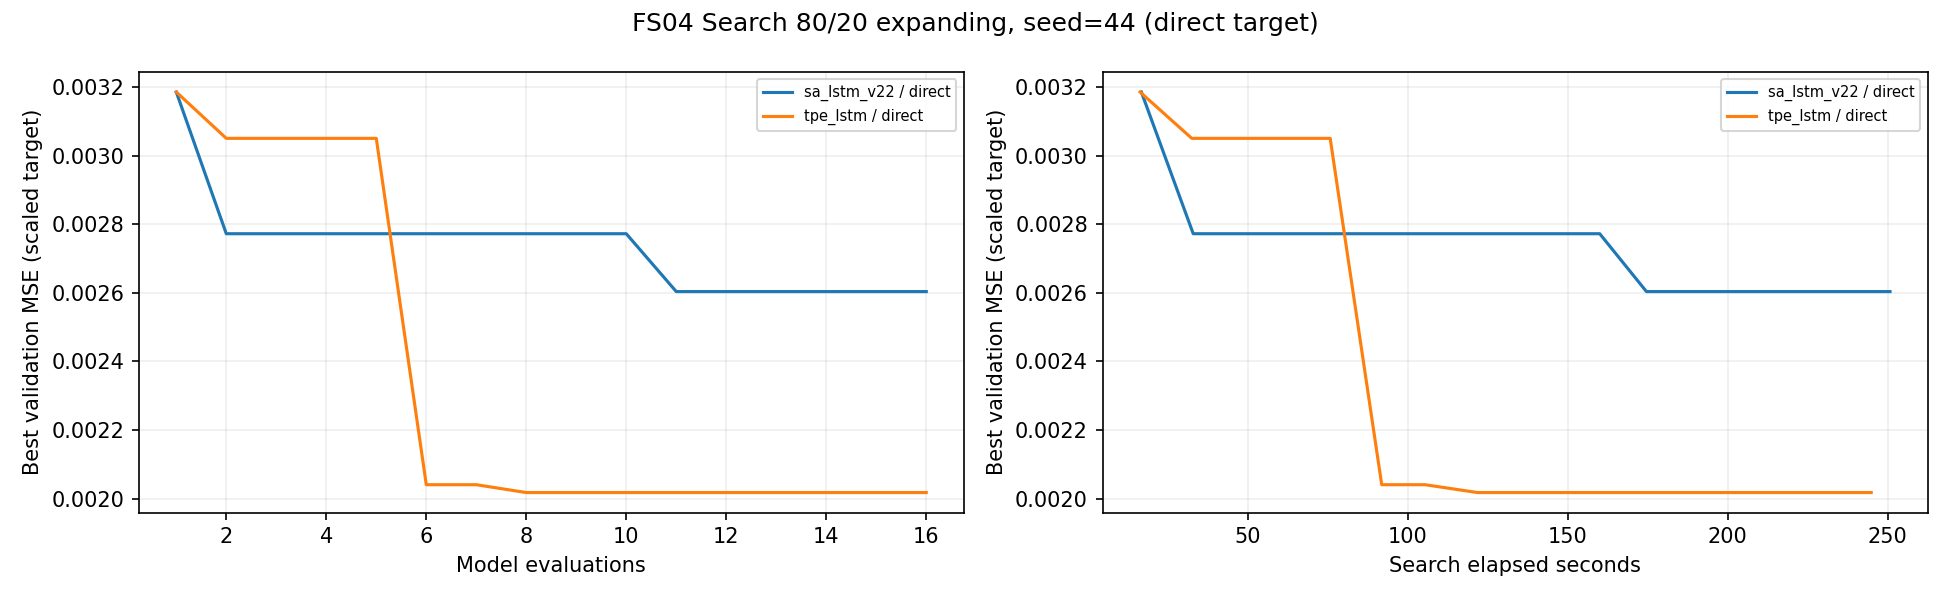 FS04 Search 80/20 expanding, seed=44 (direct target)
Best validation MSE (scaled target)
0.0032
0.0030
0.0028
0.0026
0.0024
0.0022
0.0020
sa_lstm_v22 / direct
tpe_lstm / direct
2 4 6 8 10 12 14 16
Model evaluations
Best validation MSE (scaled target)
0.0032
0.0030
0.0028
0.0026
0.0024
0.0022
0.0020
sa_lstm_v22 / direct
tpe_lstm / direct
50 100 150 200 250
Search elapsed seconds